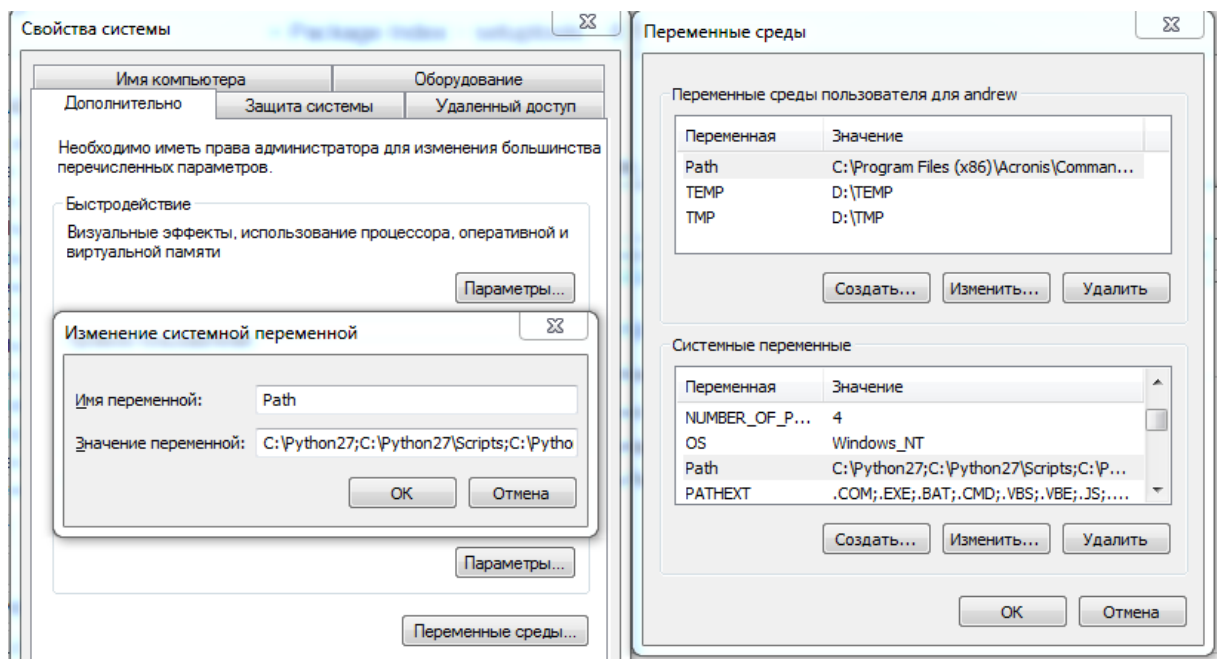 Свойства системы
Имя компьютера
Оборудование
Дополнительно
Защита системы
Удаленный доступ
Необходимо иметь права администратора для изменения большинства
перечисленных параметров.
Быстродействие
Визуальные эффекты, использование процессора, оперативной и
виртуальной памяти
Параметры...
Изменение системной переменной
Имя переменной:
Path
Значение переменной:
C:\Python27;C:\Python27\Scripts;C:\Pytho
OK
Отмена
Параметры...
Переменные среды...
Переменные среды
Переменные среды пользователя для andrew
Переменная
Значение
Path
C:\Program Files (x86)\Acronis\Comman...
TEMP
D:\TEMP
TMP
D:\TMP
Создать...
Изменить...
Удалить
Системные переменные
Переменная
Значение
NUMBER_OF_P...
4
OS
Windows_NT
Path
C:\Python27;C:\Python27\Scripts;C:\P...
PATHEXT
.COM;.EXE;.BAT;.CMD;.VBS;.VBE;.JS;....
Создать...
Изменить...
Удалить
OK
Отмена